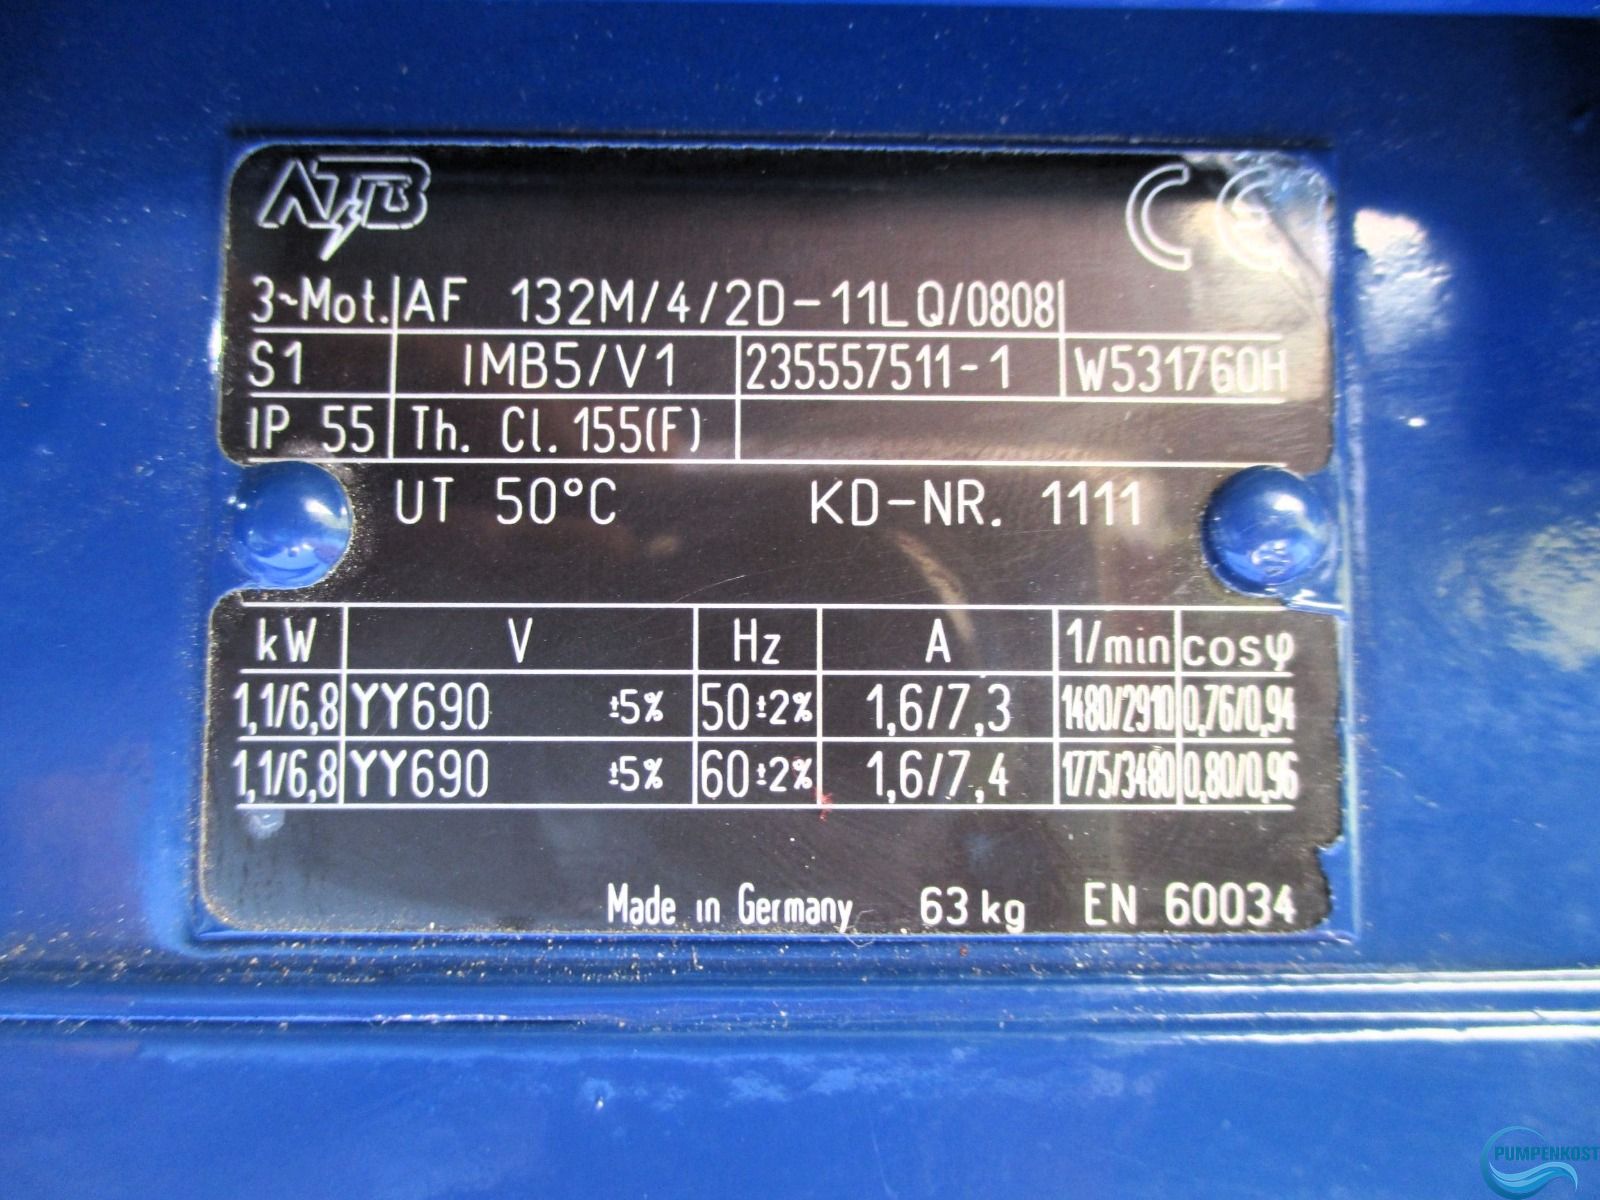 ATB CE
3~Mot. AF 132M/4/2D-11LQ/0808
S1 IMB5/V1 235557511-1 W531760H
IP 55 Th. Cl. 155(F)
UT 50°C KD-NR. 1111
kW V Hz A 1/min cosφ
1,1/6,8 YY690 ±5% 50±2% 1,6/7,3 1480/2910 0,76/0,94
1,1/6,8 YY690 ±5% 60±2% 1,6/7,4 1775/3480 0,80/0,96
Made in Germany 63 kg EN 60034
PUMPENKOST